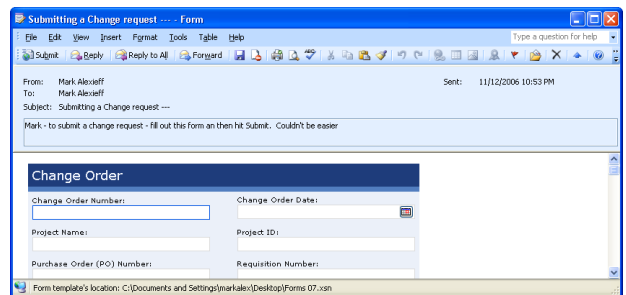 Submitting a Change request --- - Form
File Edit View Insert Format Tools Table Help Type a question for help
Submit Reply Reply to All Forward
From: Mark Alexieff Sent: 11/12/2006 10:53 PM
To: Mark Alexieff
Subject: Submitting a Change request ---
Mark - to submit a change request - fill out this form an then hit Submit. Couldn't be easier
Change Order
Change Order Number: Change Order Date:
Project Name: Project ID:
Purchase Order (PO) Number: Requisition Number:
Form template's location: C:\Documents and Settings\markalex\Desktop\Forms 07.xsn